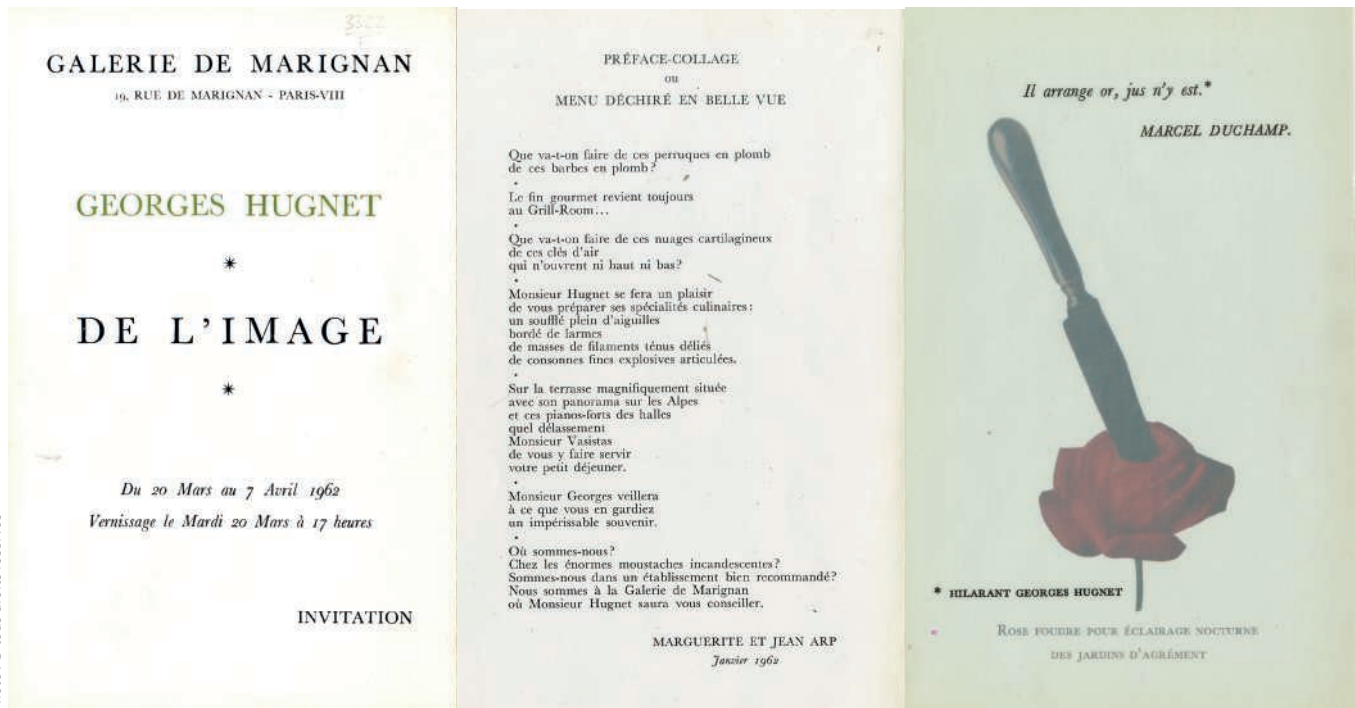 3322
GALERIE DE MARIGNAN
19, RUE DE MARIGNAN - PARIS-VIII
GEORGES HUGNET
*
DE L'IMAGE
*
Du 20 Mars au 7 Avril 1962
Vernissage le Mardi 20 Mars à 17 heures
INVITATION
PRÉFACE-COLLAGE
ou
MENU DÉCHIRÉ EN BELLE VUE
Que va-t-on faire de ces perruques en plomb
de ces barbes en plomb?
•
Le fin gourmet revient toujours
au Grill-Room...
•
Que va-t-on faire de ces nuages cartilagineux
de ces clés d'air
qui n'ouvrent ni haut ni bas?
•
Monsieur Hugnet se fera un plaisir
de vous préparer ses spécialités culinaires:
un soufflé plein d'aiguilles
bordé de larmes
de masses de filaments ténus déliés
de consonnes fines explosives articulées.
•
Sur la terrasse magnifiquement située
avec son panorama sur les Alpes
et ces pianos-forts des halles
quel délassement
Monsieur Vasistas
de vous y faire servir
votre petit déjeuner.
•
Monsieur Georges veillera
à ce que vous en gardiez
un impérissable souvenir.
•
Où sommes-nous?
Chez les énormes moustaches incandescentes?
Sommes-nous dans un établissement bien recommandé?
Nous sommes à la Galerie de Marignan
où Monsieur Hugnet saura vous conseiller.
MARGUERITE ET JEAN ARP
Janvier 1962
Il arrange or, jus n'y est.*
MARCEL DUCHAMP.
* HILARANT GEORGES HUGNET
ROSE FOUDRE POUR ÉCLAIRAGE NOCTURNE
DES JARDINS D'AGRÉMENT